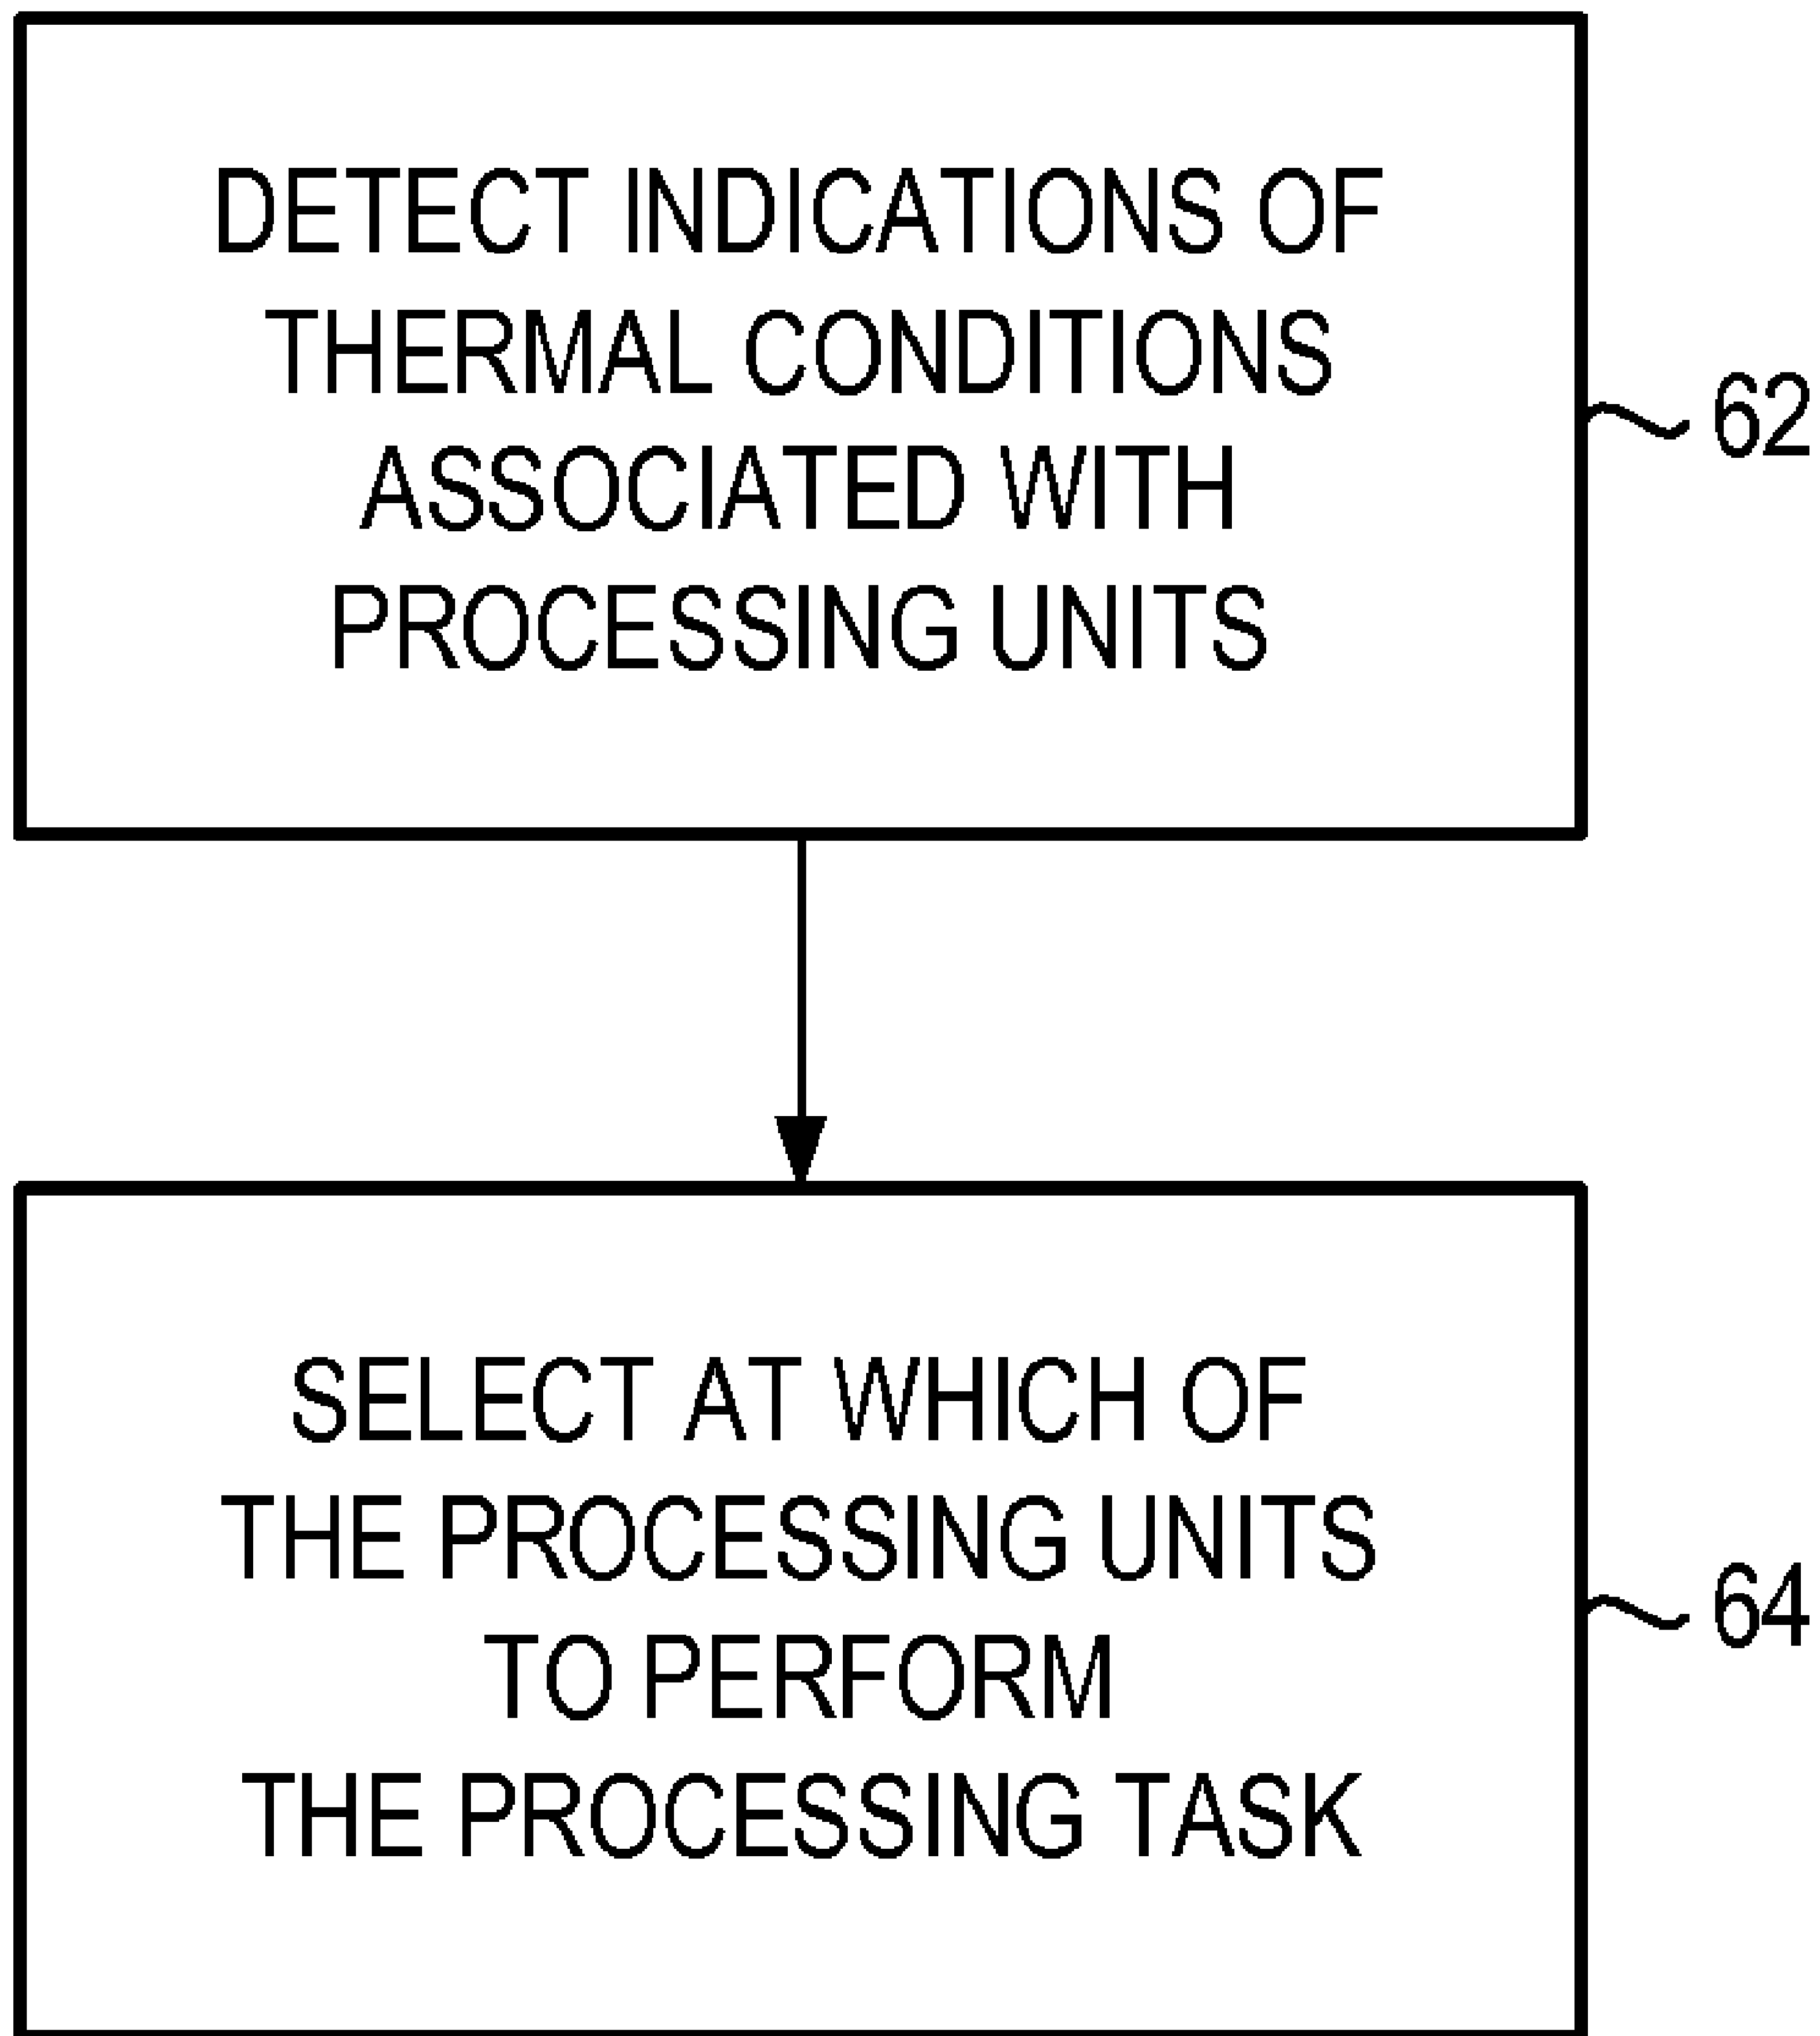 DETECT INDICATIONS OF
THERMAL CONDITIONS
ASSOCIATED WITH
PROCESSING UNITS
62
SELECT AT WHICH OF
THE PROCESSING UNITS
TO PERFORM
THE PROCESSING TASK
64